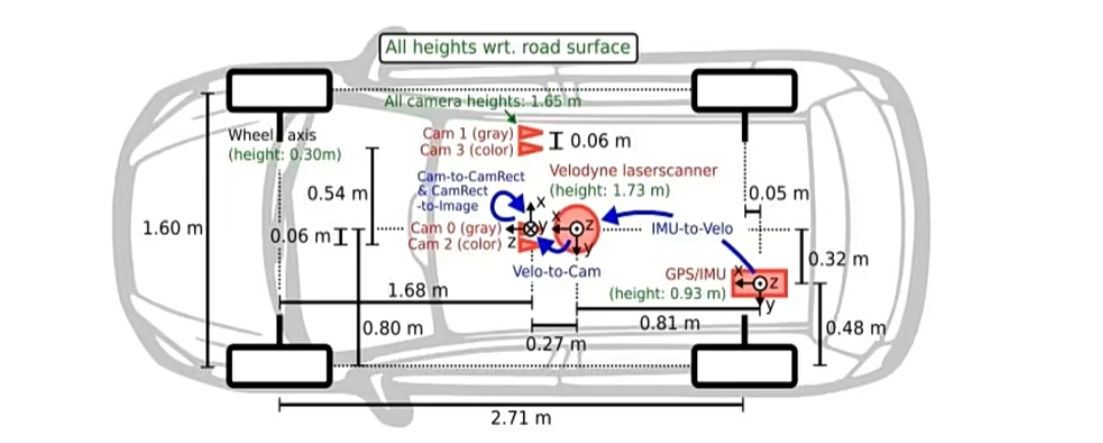 All heights wrt. road surface
All camera heights: 1.65 m
Cam 1 (gray)
Cam 3 (color)
0.06 m
Wheel axis
(height: 0.30m)
Cam-to-CamRect
& CamRect
-to-Image
Velodyne laserscanner
(height: 1.73 m)
0.54 m
0.05 m
x
x
z
y
1.60 m
0.06 m
Cam 0 (gray)
Cam 2 (color)
z
y
IMU-to-Velo
Velo-to-Cam
0.32 m
GPS/IMU
(height: 0.93 m)
x
z
y
1.68 m
0.80 m
0.27 m
0.81 m
0.48 m
2.71 m